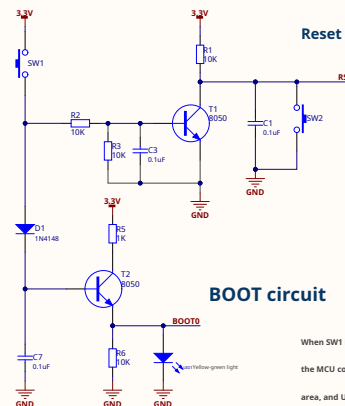 3.3V
3.3V
Reset
SW1
R1
10K
T1
8050
C1
0.1uF
SW2
R2
10K
R3
10K
C3
0.1uF
GND
GND
3.3V
D1
1N4148
R5
1K
T2
8050
BOOT circuit
BOOT0
When SW1
the MCU co
area, and U
C7
0.1uF
R6
10K
light
GND
GND
GND